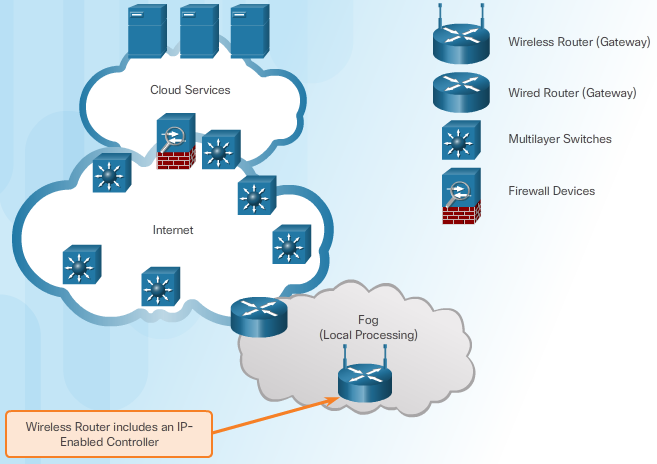 Cloud Services
Internet
Fog
(Local Processing)
Wireless Router includes an IP-
Enabled Controller
Wireless Router (Gateway)
Wired Router (Gateway)
Multilayer Switches
Firewall Devices